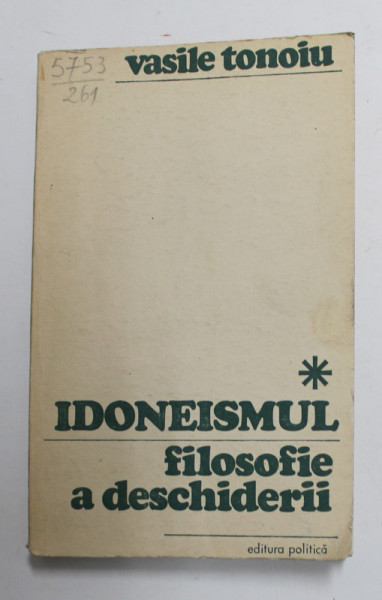 vasile tonoiu
5753
261
*
IDONEISMUL
filosofie
a deschiderii
editura politică